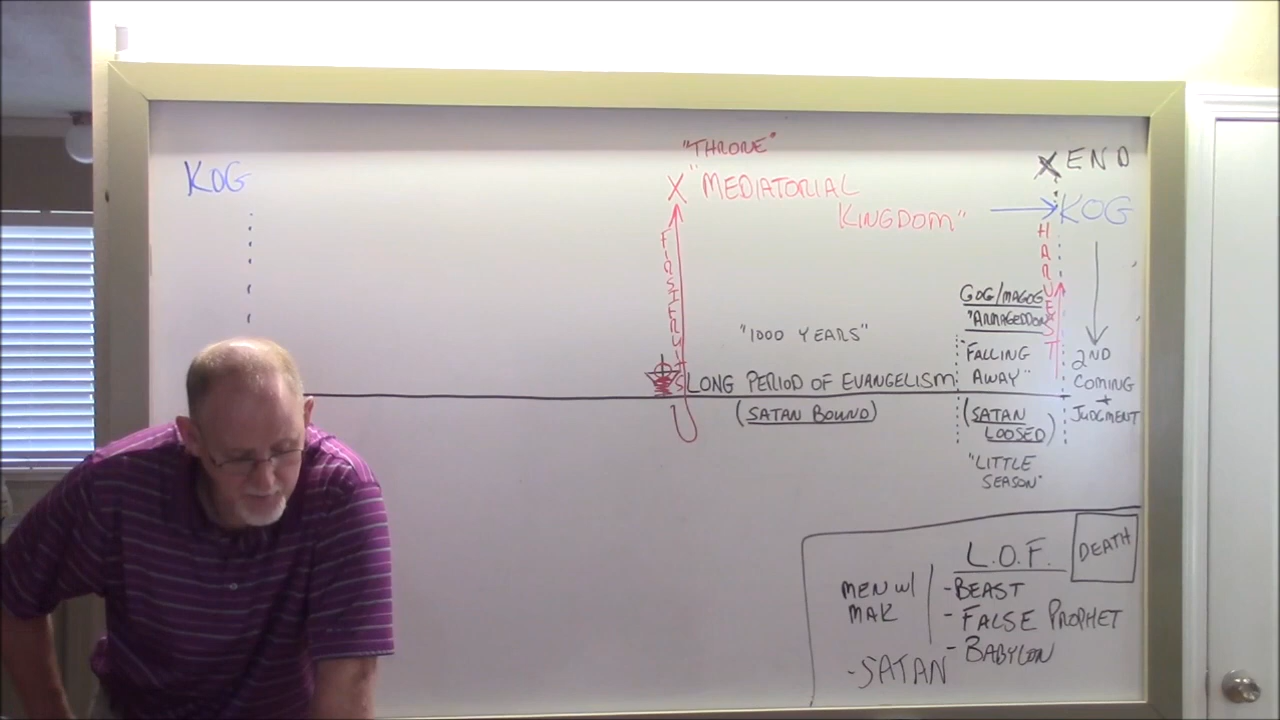 KOG
"THRONE"
X "MEDIATORIAL
KINGDOM"
FIRSTFRUITS
X END
KOG
HARVEST
GOG/MAGOG
"ARMAGEDDON"
"1000 YEARS"
"FALLING
AWAY"
2ND
COMING
+
JUDGMENT
LONG PERIOD OF EVANGELISM
(SATAN BOUND)
(SATAN
LOOSED)
"LITTLE
SEASON"
L.O.F.
DEATH
MEN W/
MAK
-BEAST
- FALSE PROPHET
- BABYLON
-SATAN